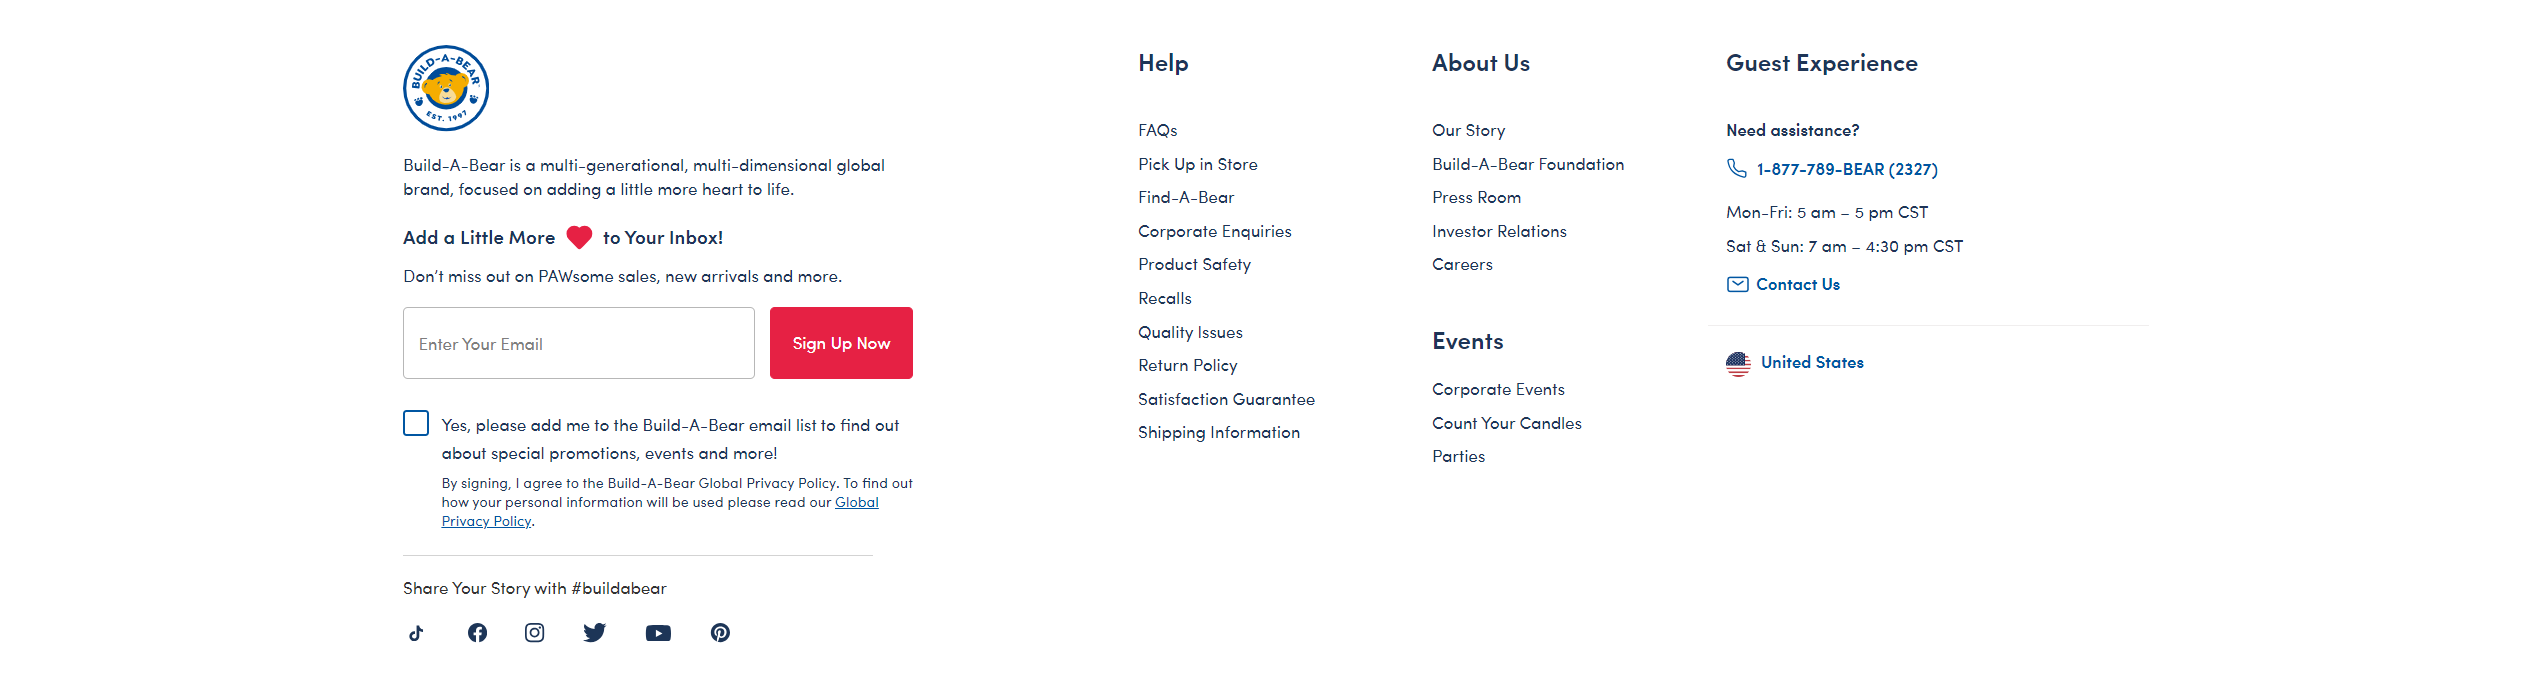 BUILD-A-BEAR
EST. 1997
Build-A-Bear is a multi-generational, multi-dimensional global
brand, focused on adding a little more heart to life.
Add a Little More to Your Inbox!
Don't miss out on PAWsome sales, new arrivals and more.
Enter Your Email
Sign Up Now
Yes, please add me to the Build-A-Bear email list to find out
about special promotions, events and more!
By signing, I agree to the Build-A-Bear Global Privacy Policy. To find out
how your personal information will be used please read our Global
Privacy Policy.
Share Your Story with #buildabear
Help
FAQs
Pick Up in Store
Find-A-Bear
Corporate Enquiries
Product Safety
Recalls
Quality Issues
Return Policy
Satisfaction Guarantee
Shipping Information
About Us
Our Story
Build-A-Bear Foundation
Press Room
Investor Relations
Careers
Events
Corporate Events
Count Your Candles
Parties
Guest Experience
Need assistance?
1-877-789-BEAR (2327)
Mon-Fri: 5 am – 5 pm CST
Sat & Sun: 7 am – 4:30 pm CST
Contact Us
United States